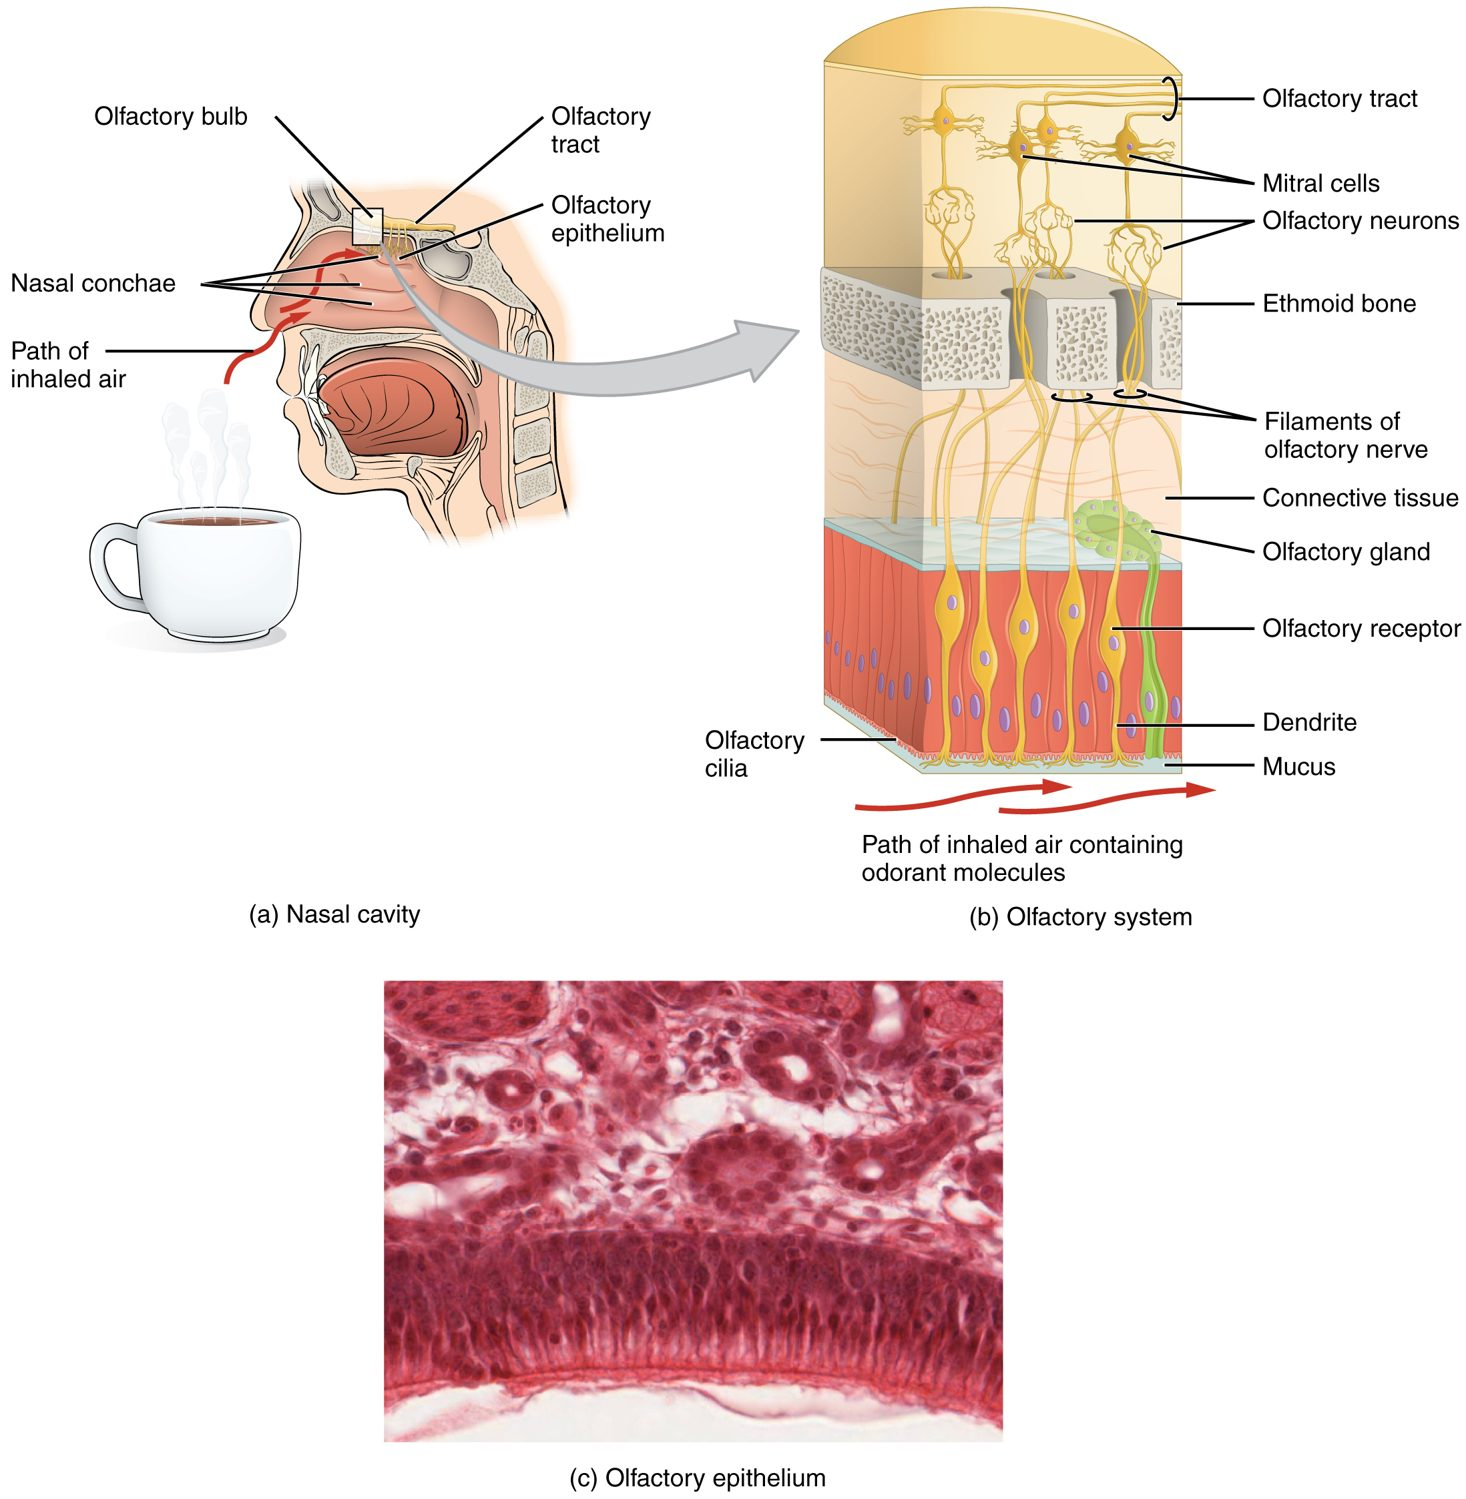 Olfactory bulb
Olfactory
tract
Olfactory
epithelium
Nasal conchae
Path of
inhaled air
(a) Nasal cavity
Olfactory tract
Mitral cells
Olfactory neurons
Ethmoid bone
Filaments of
olfactory nerve
Connective tissue
Olfactory gland
Olfactory receptor
Dendrite
Mucus
Olfactory
cilia
Path of inhaled air containing
odorant molecules
(b) Olfactory system
(c) Olfactory epithelium